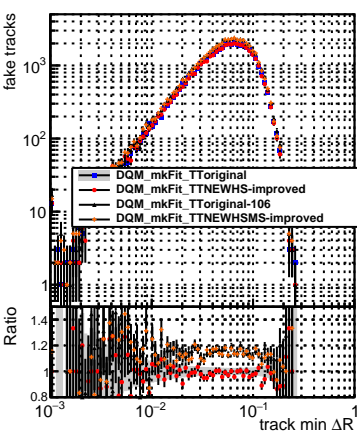 fake tracks
10³
10²
10
1
DQM_mkFit_TToriginal
DQM_mkFit_TTNEWHS-improved
DQM_mkFit_TToriginal-106
DQM_mkFit_TTNEWHSMS-improved
Ratio
1.4
1.2
1.0
0.8
10⁻³ 10⁻² 10⁻¹ 1
track min ΔR